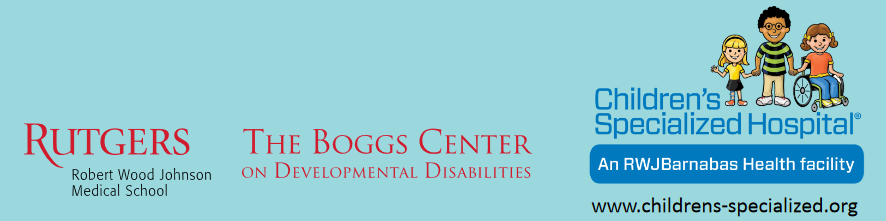 RUTGERS
Robert Wood Johnson
Medical School
THE BOGGS CENTER
ON DEVELOPMENTAL DISABILITIES
Children's
Specialized Hospital®
An RWJBarnabas Health facility
www.childrens-specialized.org